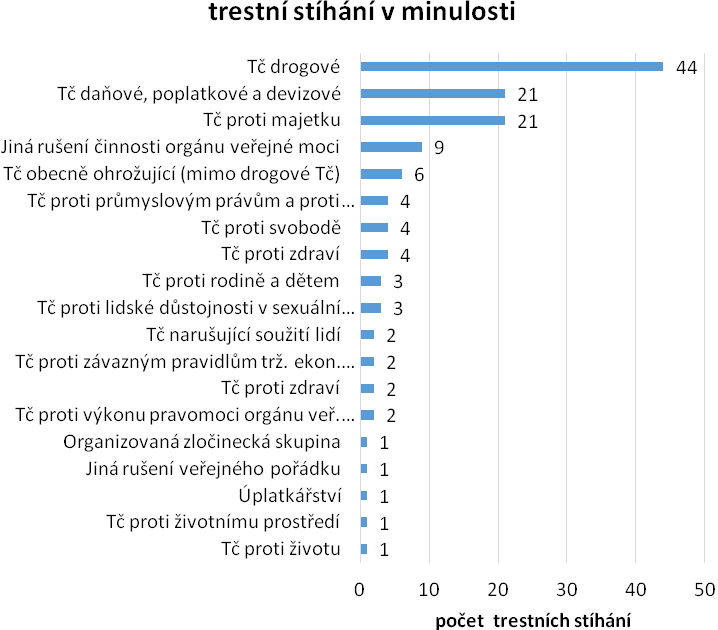 trestní stíhání v minulosti
Tč drogové 44
Tč daňové, poplatkové a devizové 21
Tč proti majetku 21
Jiná rušení činnosti orgánu veřejné moci 9
Tč obecně ohrožující (mimo drogové Tč) 6
Tč proti průmyslovým právům a proti ... 4
Tč proti svobodě 4
Tč proti zdraví 4
Tč proti rodině a dětem 3
Tč proti lidské důstojnosti v sexuální ... 3
Tč narušující soužití lidí 2
Tč proti závazným pravidlům trž. ekon.... 2
Tč proti zdraví 2
Tč proti výkonu pravomoci orgánu veř. ... 2
Organizovaná zločinecká skupina 1
Jiná rušení veřejného pořádku 1
Úplatkářství 1
Tč proti životnímu prostředí 1
Tč proti životu 1
0 10 20 30 40 50
počet trestních stíhání